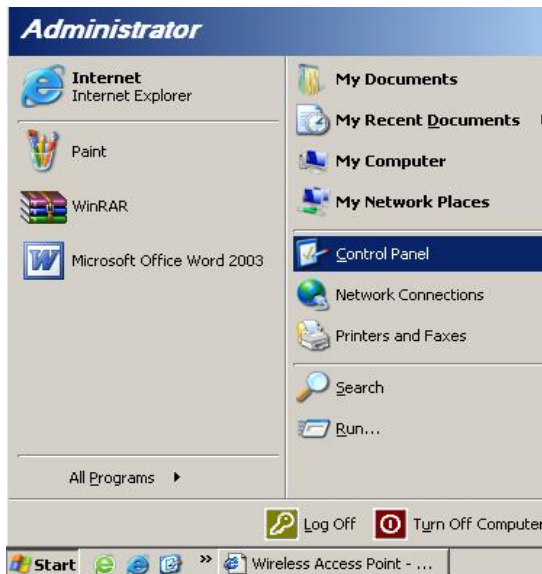 Administrator
Internet
Internet Explorer
Paint
WinRAR
Microsoft Office Word 2003
All Programs
My Documents
My Recent Documents
My Computer
My Network Places
Control Panel
Network Connections
Printers and Faxes
Search
Run...
Log Off
Turn Off Computer
Start
» Wireless Access Point - ...